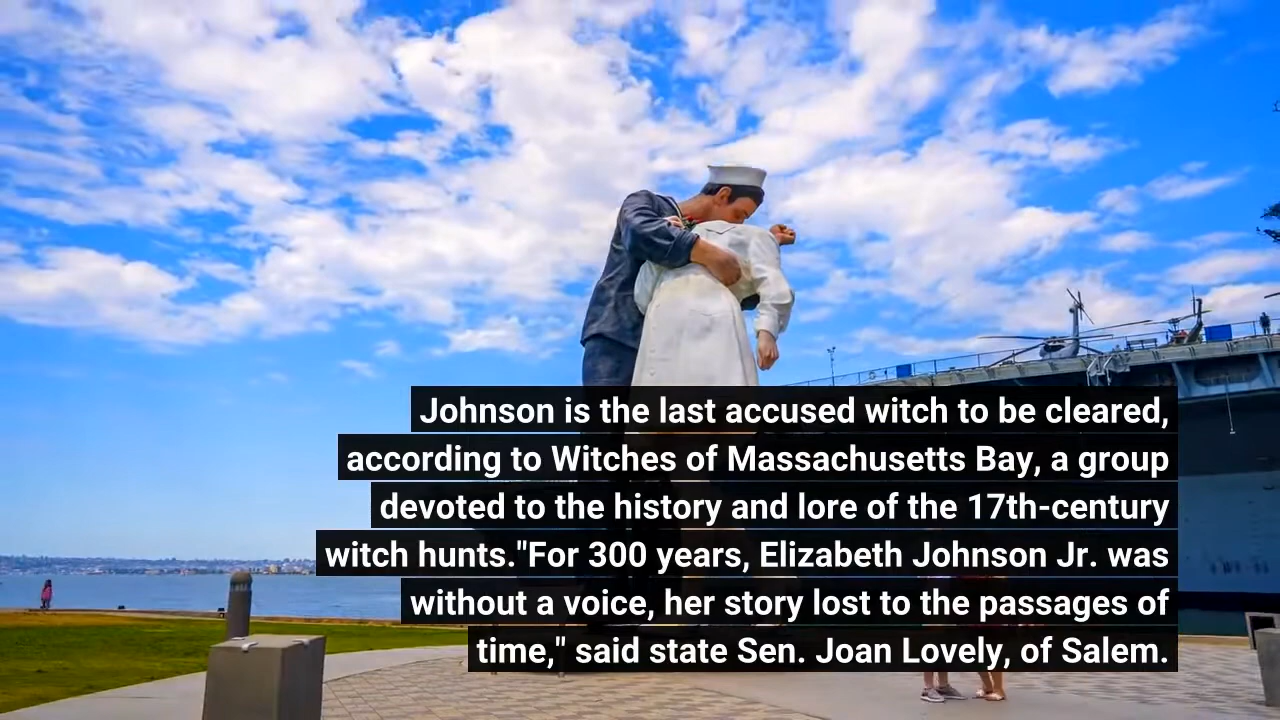 Johnson is the last accused witch to be cleared,
according to Witches of Massachusetts Bay, a group
devoted to the history and lore of the 17th-century
witch hunts."For 300 years, Elizabeth Johnson Jr. was
without a voice, her story lost to the passages of
time," said state Sen. Joan Lovely, of Salem.